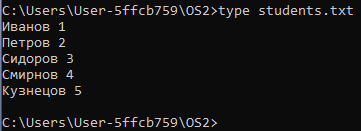 C:\Users\User-5ffcb759\OS2>type students.txt
Иванов 1
Петров 2
Сидоров 3
Смирнов 4
Кузнецов 5
C:\Users\User-5ffcb759\OS2>